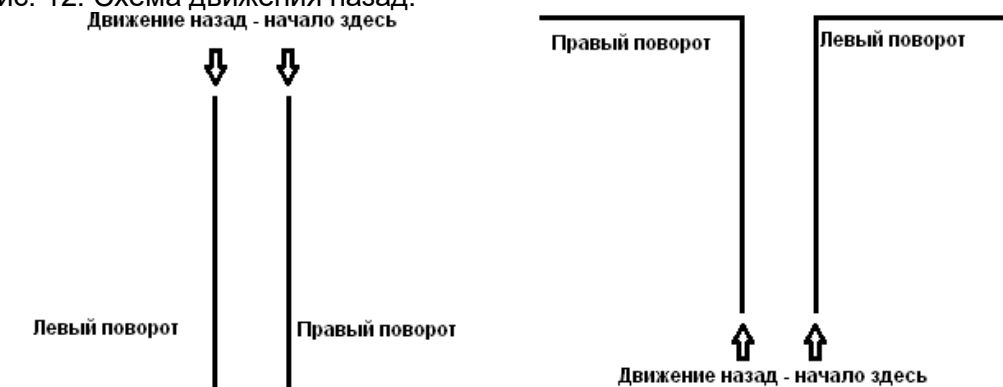 ис. 12. Схема движения назад.
Движение назад - начало здесь
Левый поворот
Правый поворот
Правый поворот
Левый поворот
Движение назад - начало здесь